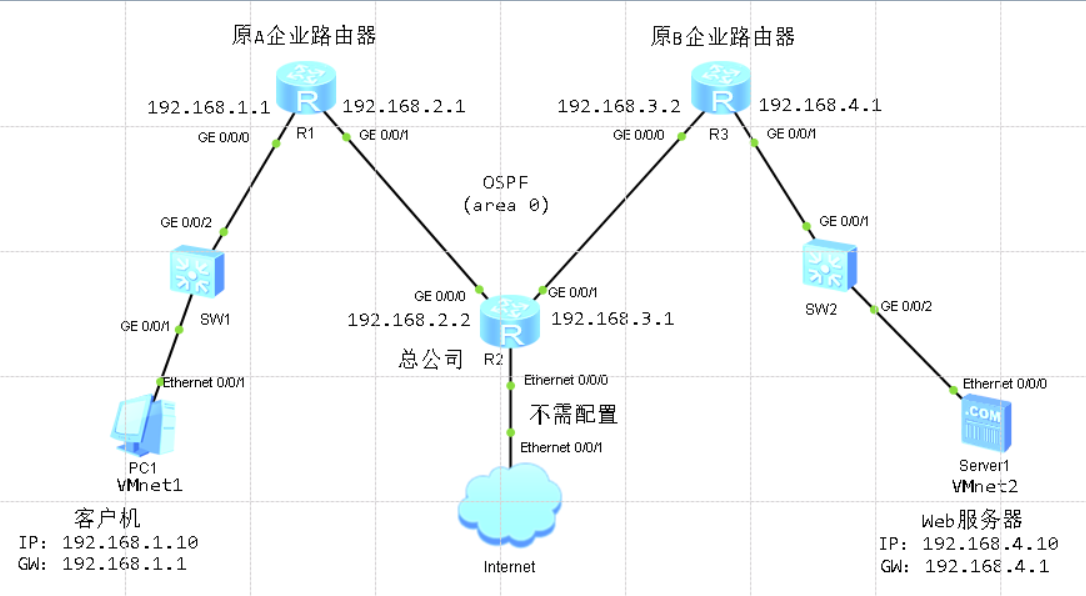 原A企业路由器
原B企业路由器
192.168.1.1
192.168.2.1
192.168.3.2
192.168.4.1
R
R
GE 0/0/0
R1
GE 0/0/1
GE 0/0/0
R3
GE 0/0/1
OSPF
(area 0)
GE 0/0/2
GE 0/0/1
SW1
GE 0/0/0
GE 0/0/1
SW2
GE 0/0/2
192.168.2.2
R
192.168.3.1
GE 0/0/1
总公司
R2
Ethernet 0/0/1
Ethernet 0/0/0
Ethernet 0/0/0
不需配置
.COM
Ethernet 0/0/1
PC1
VMnet1
Server1
VMnet2
客户机
IP: 192.168.1.10
GW: 192.168.1.1
Web服务器
IP: 192.168.4.10
GW: 192.168.4.1
Internet